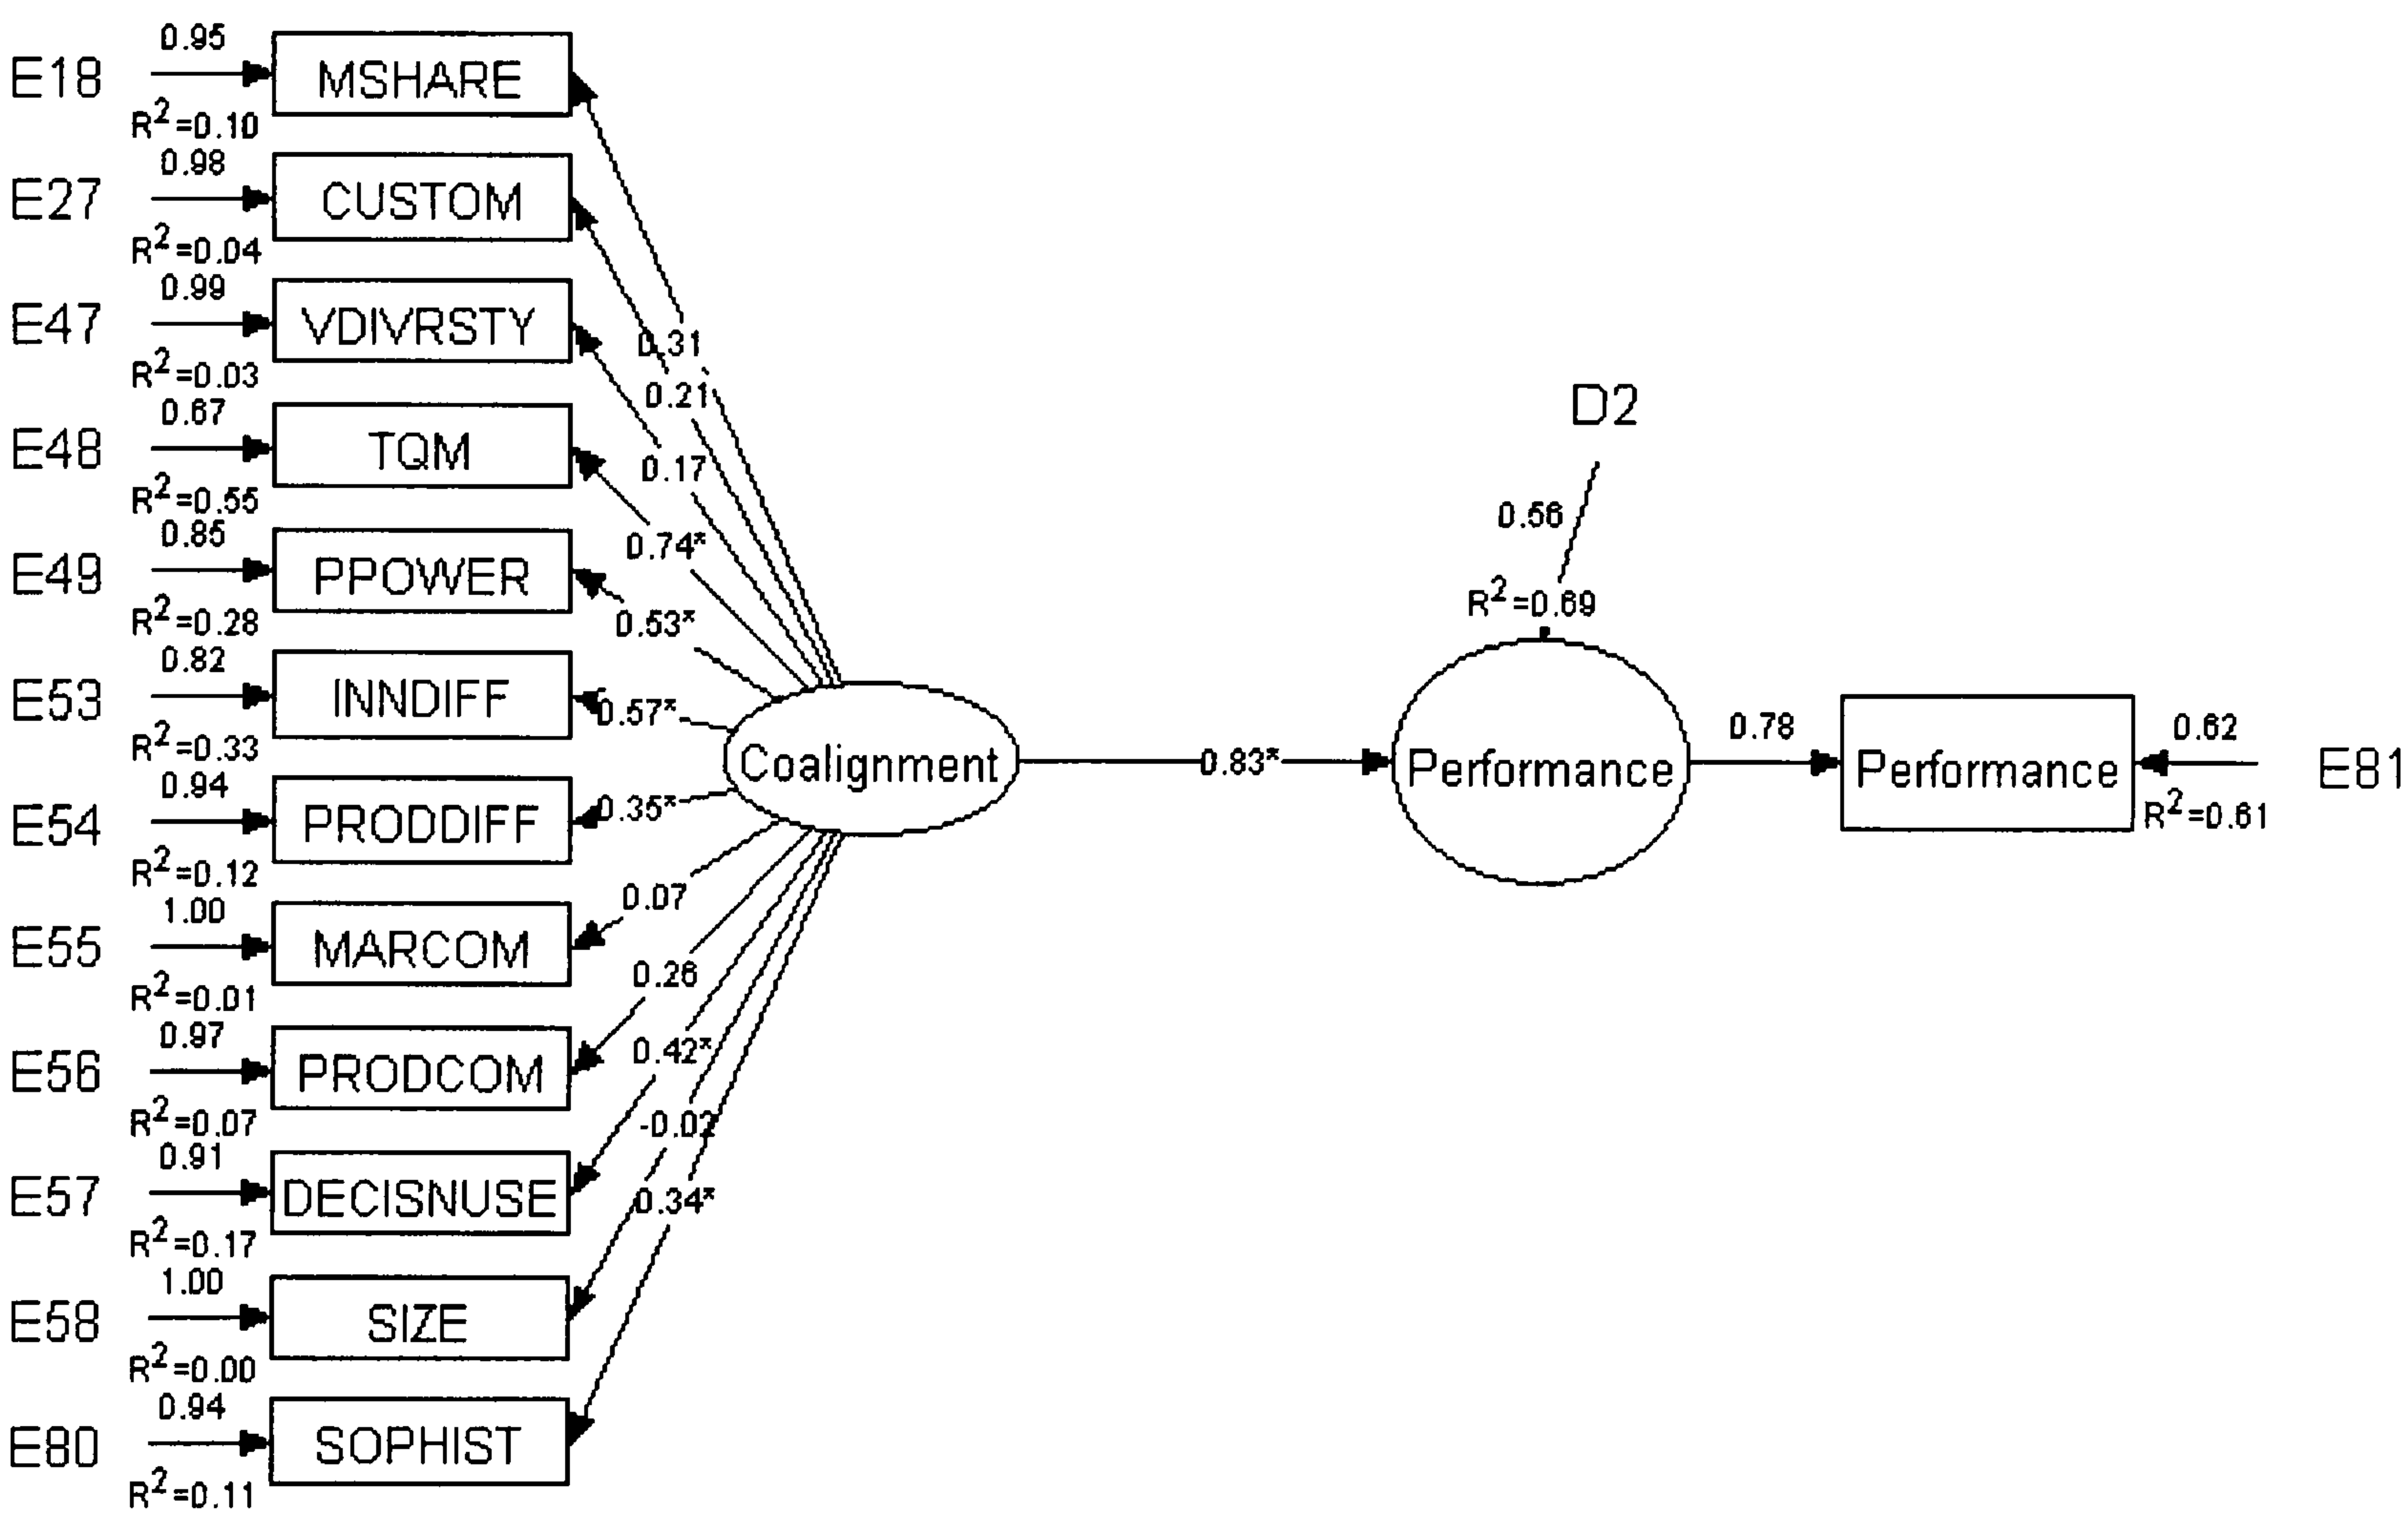 0.95
E18 MSHARE
R²=0.10
0.98
E27 CUSTOM
R²=0.04
0.99
E47 VDIVRSTY
R²=0.03
0.67
E48 TQM
R²=0.55
0.85
E49 PPOWER
R²=0.28
0.82
E53 INNDIFF
R²=0.33
0.94
E54 PRODDIFF
R²=0.12
1.00
E55 MARCOM
R²=0.01
0.97
E56 PRODCOM
R²=0.07
0.91
E57 DECISNUSE
R²=0.17
1.00
E58 SIZE
R²=0.00
0.94
E80 SOPHIST
R²=0.11
0.31
0.21
0.17
0.74*
0.53*
0.57*
0.35*
0.07
0.26
0.42*
-0.02
0.34*
Coalignment
0.83*
D2
0.56
R²=0.69
Performance
0.78
Performance
0.62
E81
R²=0.61